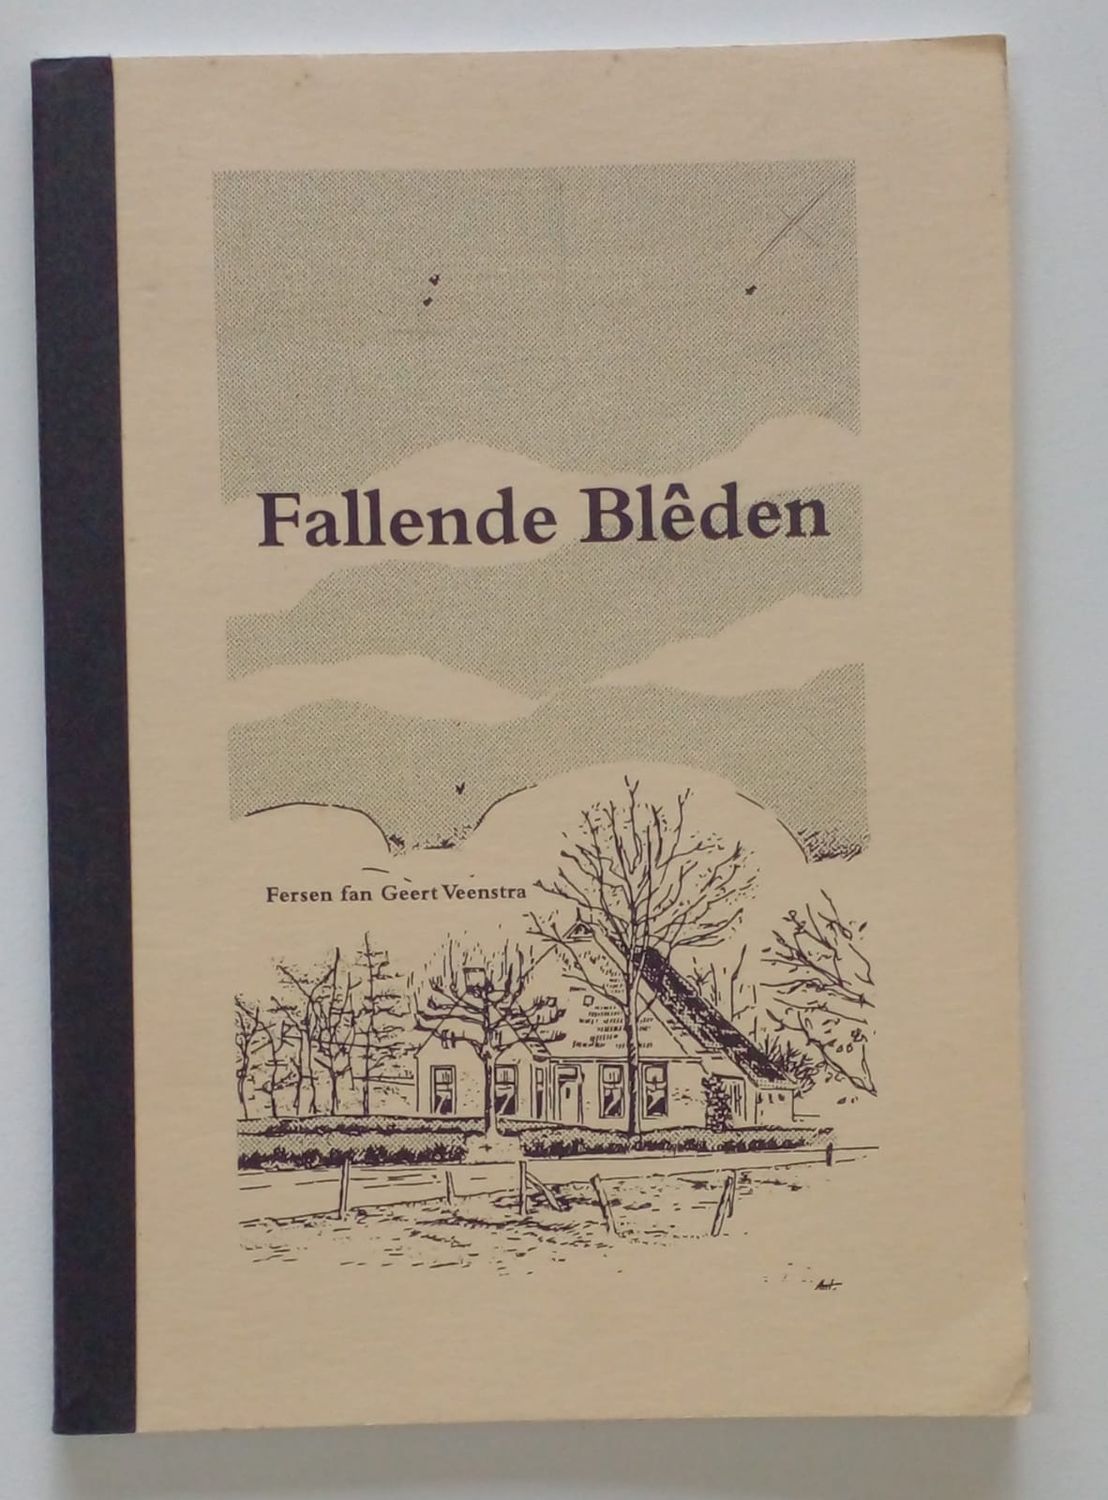 Fallende Blêden
Fersen fan Geert Veenstra